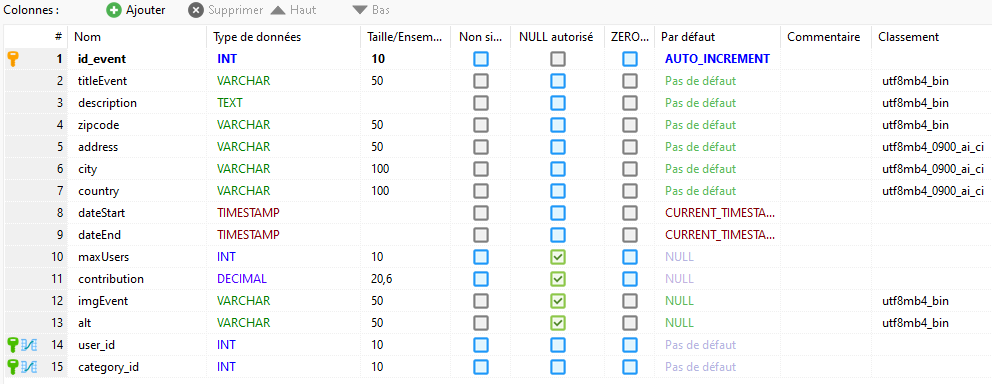 Colonnes : Ajouter Supprimer Haut Bas
# Nom Type de données Taille/Ensem... Non si... NULL autorisé ZERO... Par défaut Commentaire Classement
1 id_event INT 10 AUTO_INCREMENT
2 titleEvent VARCHAR 50 Pas de défaut utf8mb4_bin
3 description TEXT Pas de défaut utf8mb4_bin
4 zipcode VARCHAR 50 Pas de défaut utf8mb4_bin
5 address VARCHAR 50 Pas de défaut utf8mb4_0900_ai_ci
6 city VARCHAR 100 Pas de défaut utf8mb4_0900_ai_ci
7 country VARCHAR 100 Pas de défaut utf8mb4_0900_ai_ci
8 dateStart TIMESTAMP CURRENT_TIMESTA...
9 dateEnd TIMESTAMP CURRENT_TIMESTA...
10 maxUsers INT 10 NULL
11 contribution DECIMAL 20,6 NULL
12 imgEvent VARCHAR 50 NULL utf8mb4_bin
13 alt VARCHAR 50 NULL utf8mb4_bin
14 user_id INT 10 Pas de défaut
15 category_id INT 10 Pas de défaut